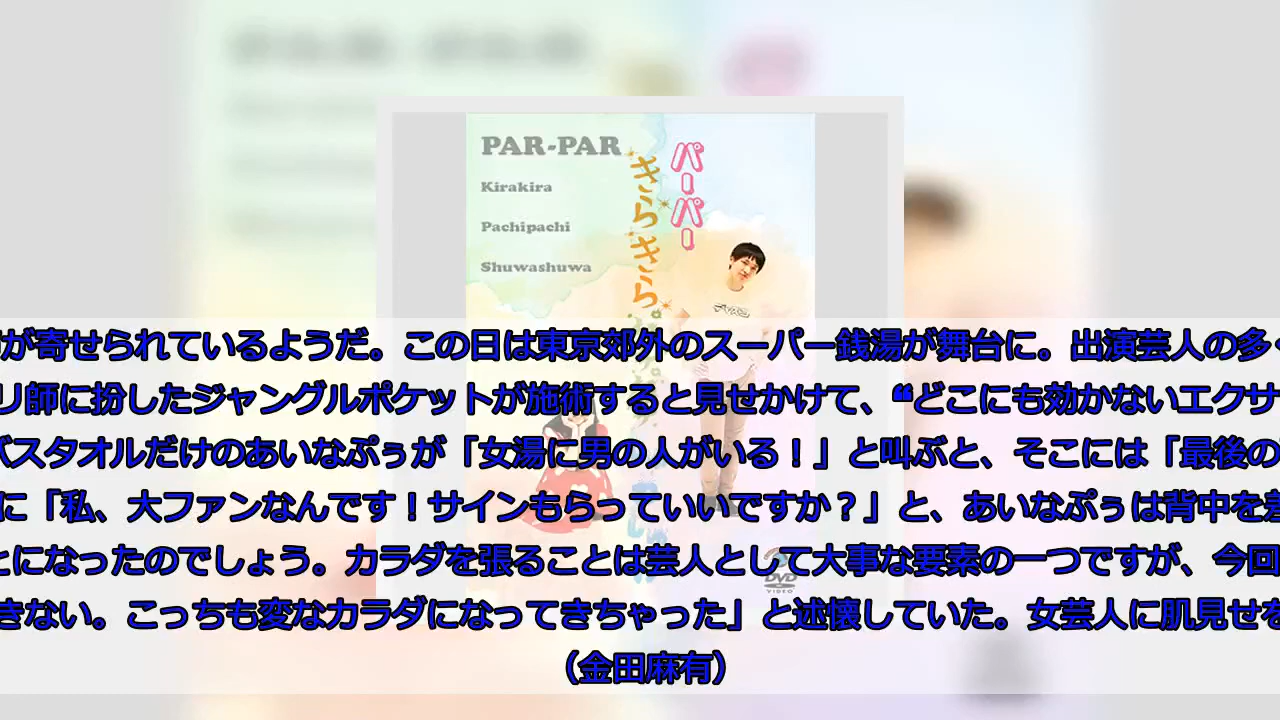 PAR-PAR
Kirakira
Pachipachi
Shuwashuwa
パーパー
きらきら
が寄せられているようだ。この日は東京郊外のスーパー銭湯が舞台に。出演芸人の多
リ師に扮したジャングルポケットが施術すると見せかけて、❝どこにも効かないエクサ
バスタオルだけのあいなぷぅが「女湯に男の人がいる！」と叫ぶと、そこには「最後の
に「私、大ファンなんです！サインもらっていいですか？」と、あいなぷぅは背中を差
とになったのでしょう。カラダを張ることは芸人として大事な要素の一つですが、今回
きない。こっちも変なカラダになってきちゃった」と述懐していた。女芸人に肌見せを
（金田麻有）
DVD
VIDEO